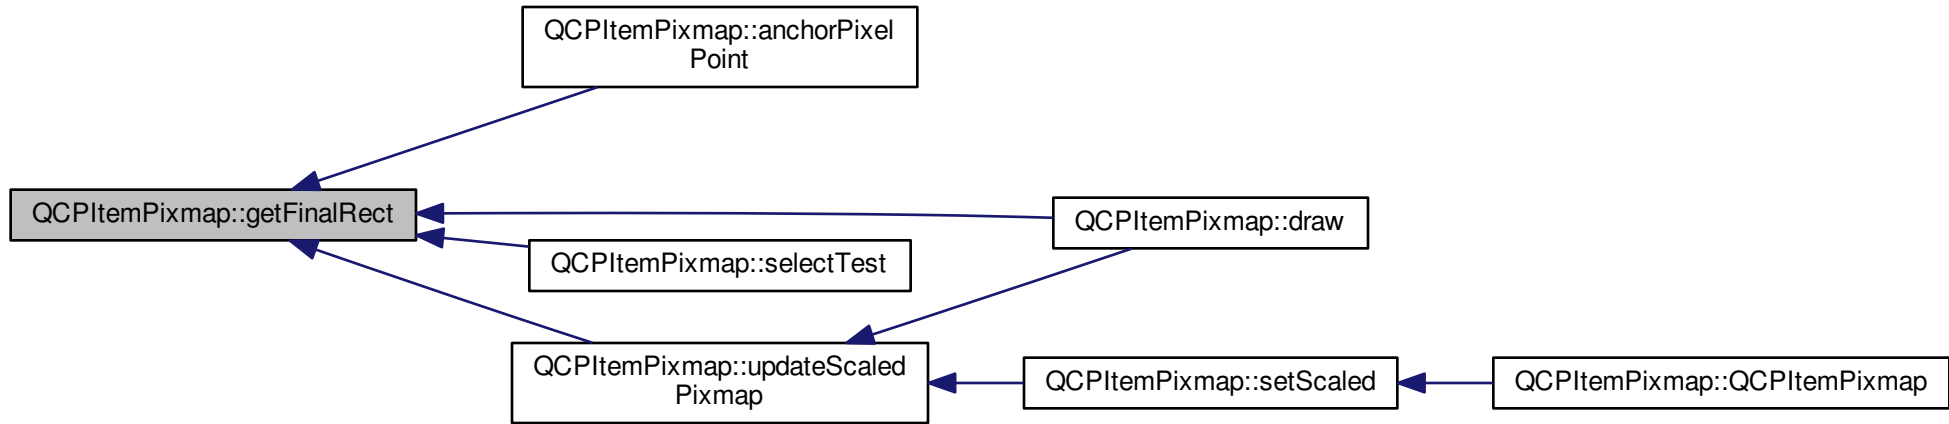 QCPItemPixmap::anchorPixel
Point
QCPItemPixmap::getFinalRect
QCPItemPixmap::draw
QCPItemPixmap::selectTest
QCPItemPixmap::updateScaled
Pixmap
QCPItemPixmap::setScaled
QCPItemPixmap::QCPItemPixmap